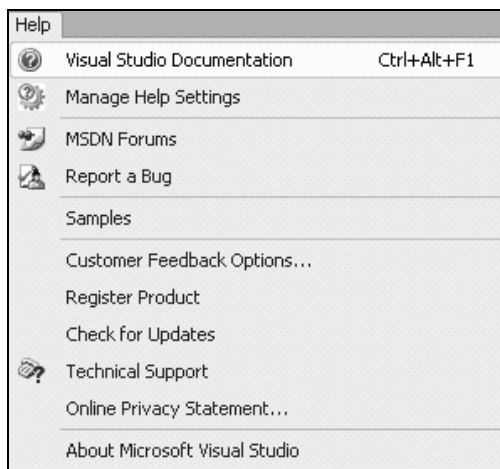 Help
Visual Studio Documentation Ctrl+Alt+F1
Manage Help Settings
MSDN Forums
Report a Bug
Samples
Customer Feedback Options...
Register Product
Check for Updates
Technical Support
Online Privacy Statement...
About Microsoft Visual Studio